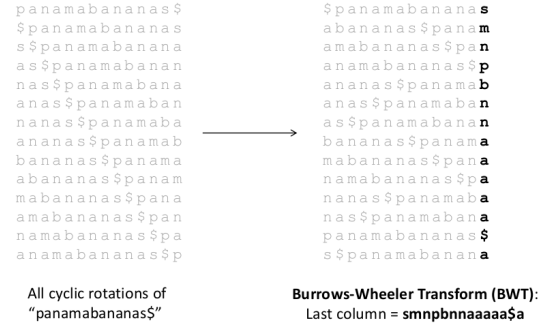 panamabananas$
$panamabananas
s$panamabanana
as$panamabanan
nas$panamabana
anas$panamaban
nanas$panamaba
ananas$panamab
bananas$panama
abananas$panam
mabananas$pana
amabananas$pan
namabananas$pa
anamabananas$p
All cyclic rotations of
“panamabananas$”
$panamabananas
abananas$panam
amabananas$pan
anamabananas$p
ananas$panamab
anas$panamaban
as$panamabanan
bananas$panama
mabananas$pana
namabananas$pa
nanas$panamaba
nas$panamabana
panamabananas$
s$panamabanana
Burrows-Wheeler Transform (BWT):
Last column = smnpbnnaaaaa$a